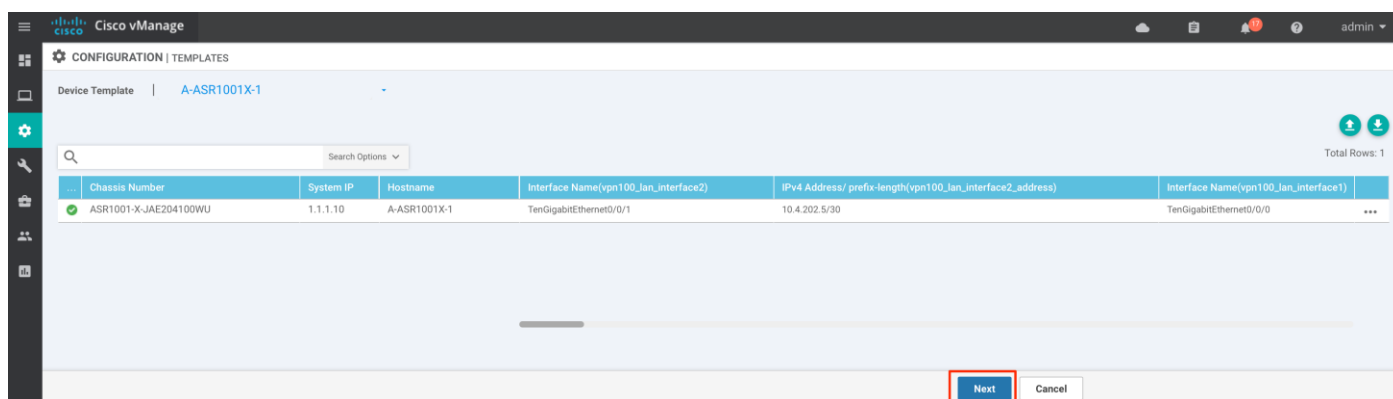 cisco Cisco vManage 17 admin
CONFIGURATION | TEMPLATES
Device Template | A-ASR1001X-1 -
Search Options Total Rows: 1
... Chassis Number System IP Hostname Interface Name(vpn100_lan_interface2) IPv4 Address/ prefix-length(vpn100_lan_interface2_address) Interface Name(vpn100_lan_interface1)
ASR1001-X-JAE204100WU 1.1.1.10 A-ASR1001X-1 TenGigabitEthernet0/0/1 10.4.202.5/30 TenGigabitEthernet0/0/0 •••
Next Cancel